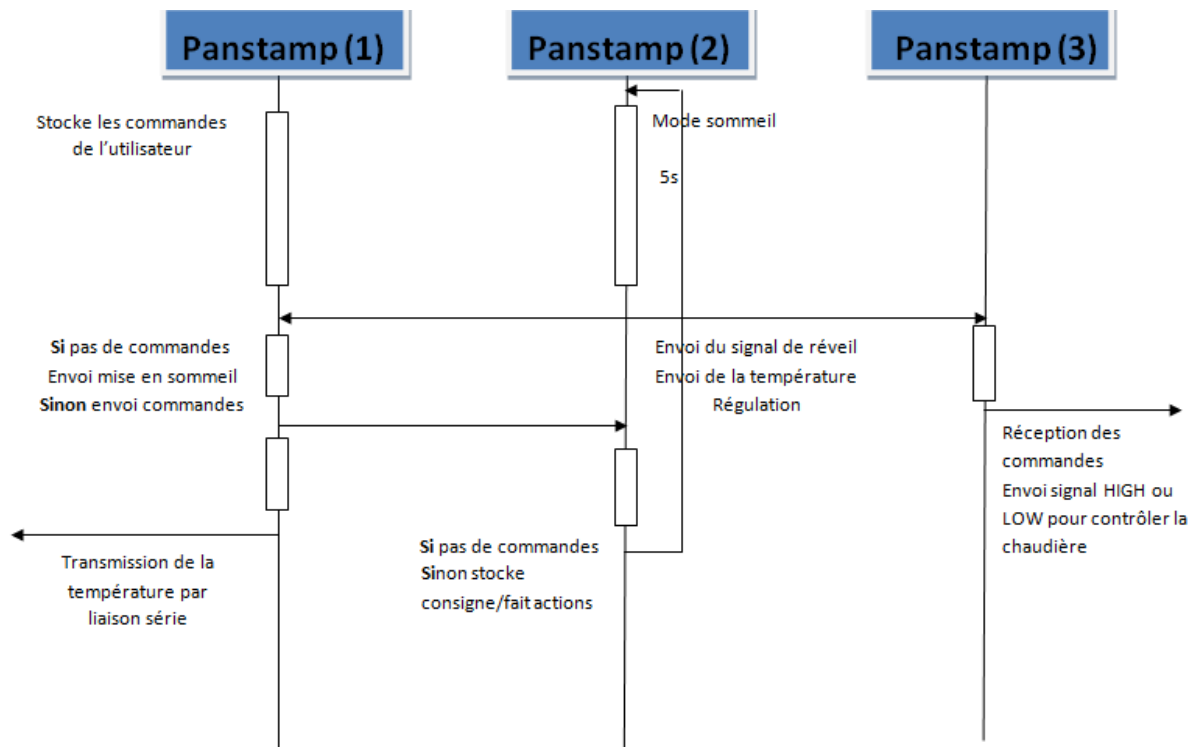 Panstamp (1)
Panstamp (2)
Panstamp (3)
Stocke les commandes
de l’utilisateur
Mode sommeil
5s
Si pas de commandes
Envoi mise en sommeil
Sinon envoi commandes
Envoi du signal de réveil
Envoi de la température
Régulation
Réception des
commandes
Envoi signal HIGH ou
LOW pour contrôler la
chaudière
Transmission de la
température par
liaison série
Si pas de commandes
Sinon stocke
consigne/fait actions